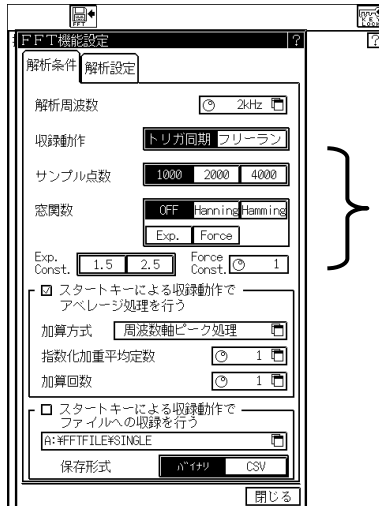 FFT
KEY
LOCK
FFT機能設定 ?
?
解析条件 解析設定
解析周波数 2kHz
収録動作 トリガ同期 フリーラン
サンプル点数 1000 2000 4000
窓関数 OFF Hanning Hamming
Exp. Force
Exp. Const. 1.5 2.5 Force Const. 1
スタートキーによる収録動作で
アベレージ処理を行う
加算方式 周波数軸ピーク処理
指数化加重平均定数 1
加算回数 1
スタートキーによる収録動作で
ファイルへの収録を行う
A:¥FFTFILE¥SINGLE
保存形式 バイナリ CSV
閉じる